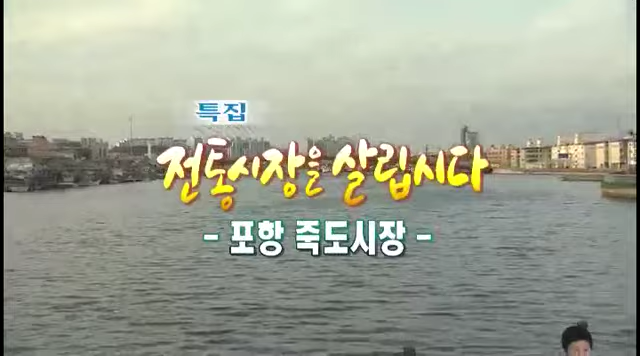 특집
전통시장을 살립시다
- 포항 죽도시장 -